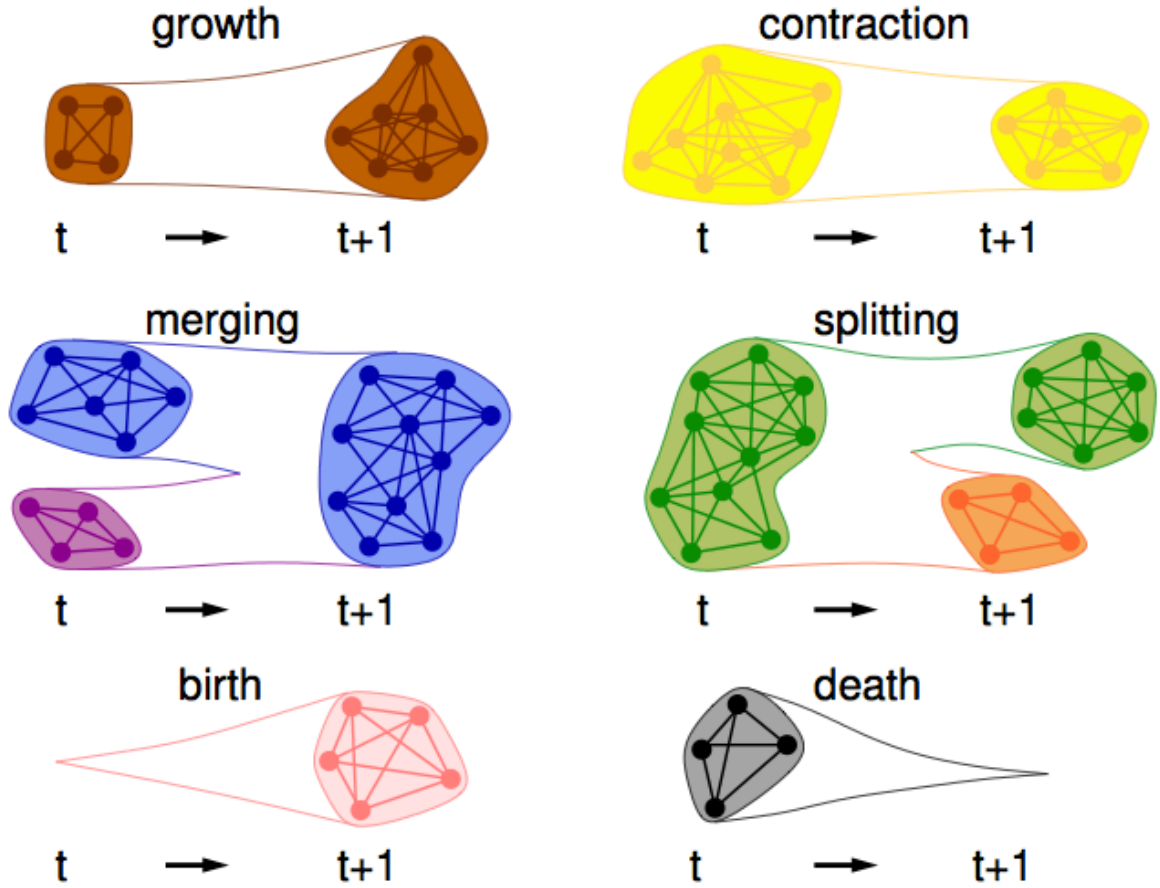 growth
contraction
t t+1
t t+1
merging
splitting
t t+1
t t+1
birth
death
t t+1
t t+1